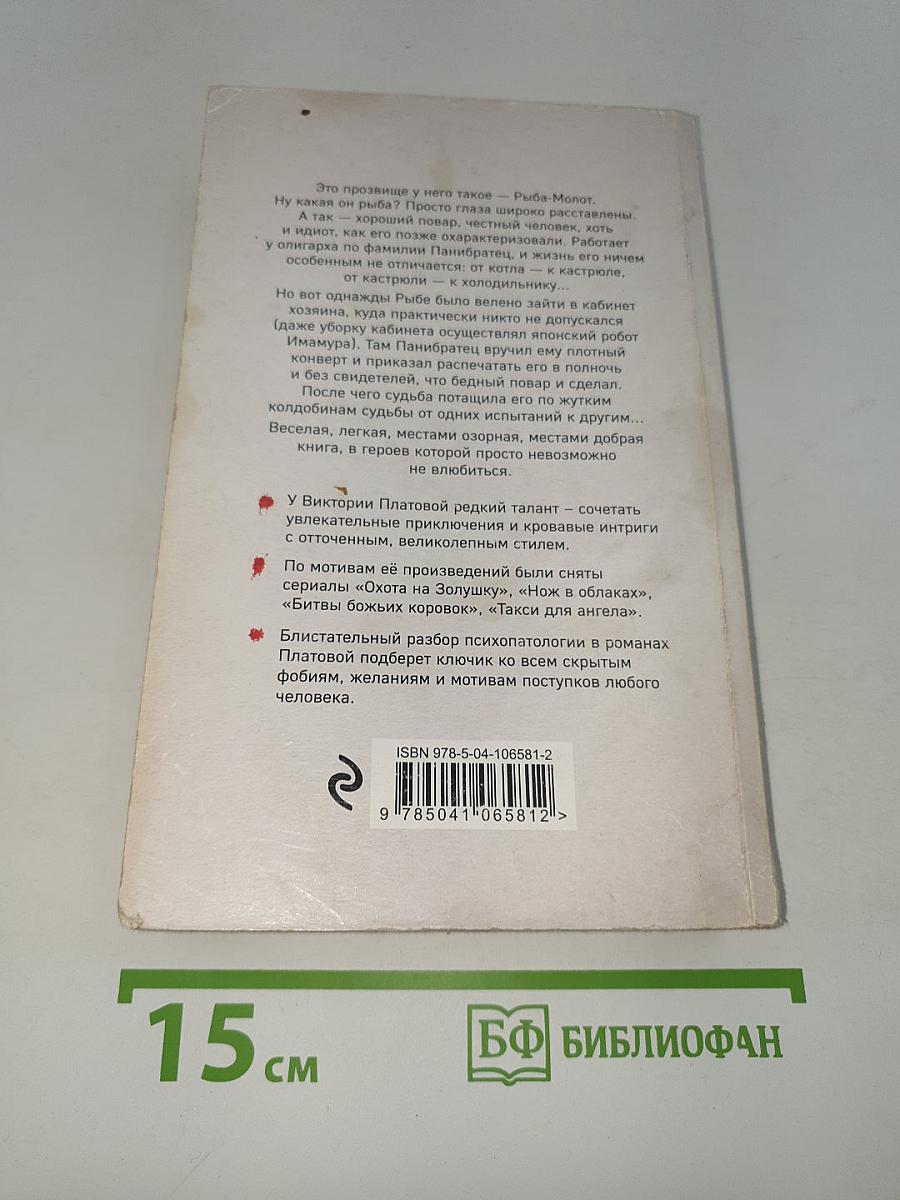 Это прозвище у него такое — Рыба-Молот.
Ну какая он рыба? Просто глаза широко расставлены.
А так — хороший повар, честный человек, хоть
и идиот, как его позже охарактеризовали. Работает
у олигарха по фамилии Панибратец, и жизнь его ничем
особенным не отличается: от котла — к кастрюле,
от кастрюли — к холодильнику...
Но вот однажды Рыбе было велено зайти в кабинет
хозяина, куда практически никто не допускался
(даже уборку кабинета осуществлял японский робот
Имамура). Там Панибратец вручил ему плотный
конверт и приказал распечатать его в полночь
и без свидетелей, что бедный повар и сделал.
После чего судьба потащила его по жутким
колдобинам судьбы от одних испытаний к другим...
Веселая, легкая, местами озорная, местами добрая
книга, в героев которой просто невозможно
не влюбиться.
У Виктории Платовой редкий талант – сочетать
увлекательные приключения и кровавые интриги
с отточенным, великолепным стилем.
По мотивам её произведений были сняты
сериалы «Охота на Золушку», «Нож в облаках»,
«Битвы божьих коровок», «Такси для ангела».
Блистательный разбор психопатологии в романах
Платовой подберет ключик ко всем скрытым
фобиям, желаниям и мотивам поступков любого
человека.
ISBN 978-5-04-106581-2
9 785041 065812 >
15 см
БФ БИБЛИОФАН